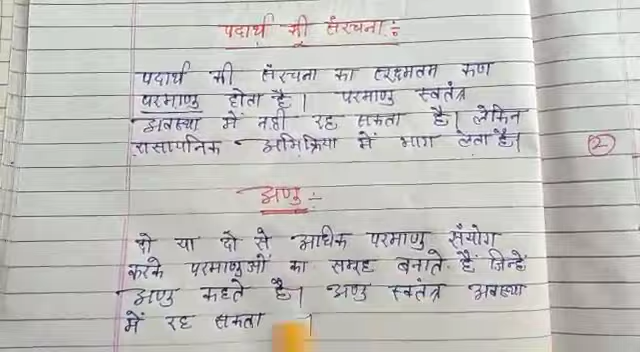 पदार्थ की संरचना :-
पदार्थ की संरचना का सूक्ष्मतम कण
परमाणु होता है। परमाणु स्वतंत्र
अवस्था में नही रह सकता है। लेकिन
रासायनिक अभिक्रिया में भाग लेता है।
2
अणु :-
दो या दो से अधिक परमाणु संयोग
करके परमाणुओं का समूह बनाते हैं जिन्हें
अणु कहते है। अणु स्वतंत्र अवस्था
में रह सकता ।